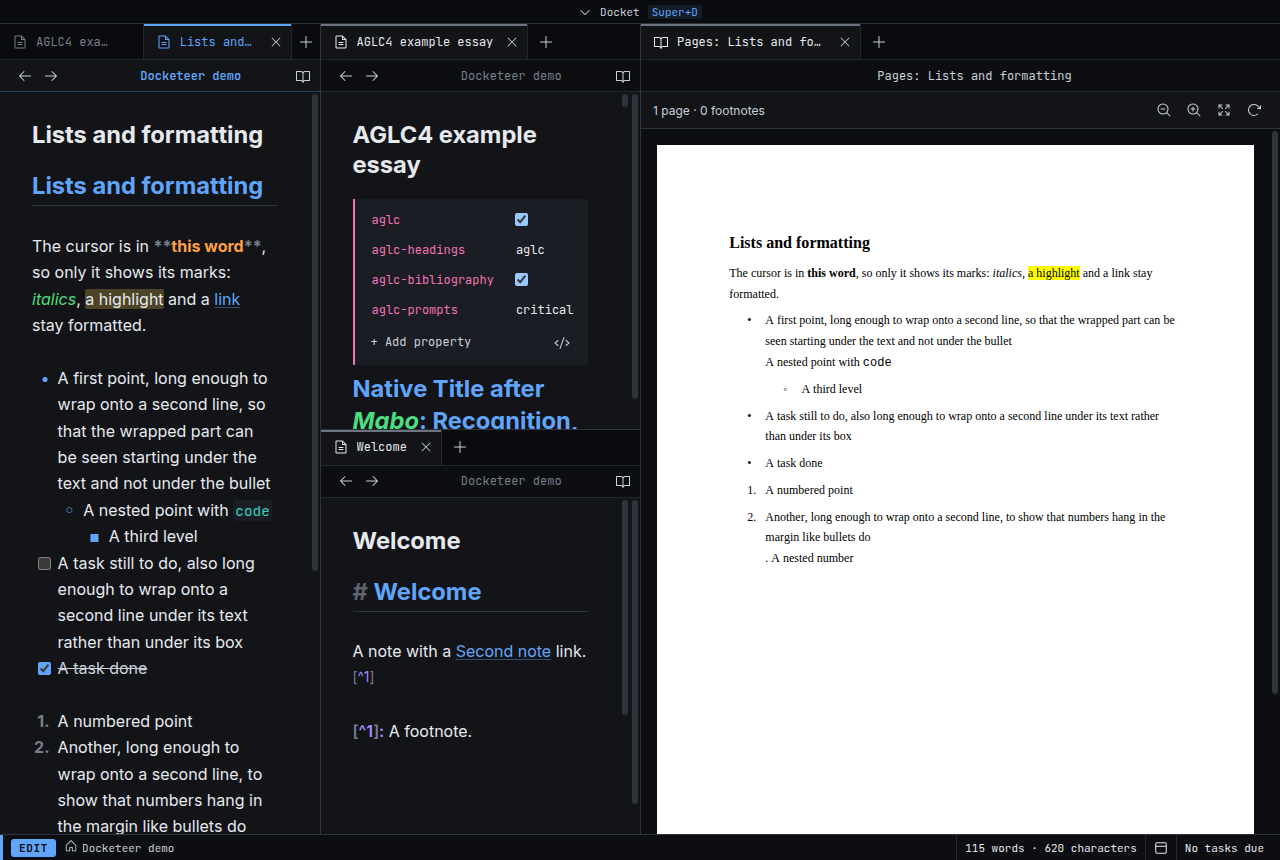 Docket Super+D
AGLC4 exa…
Lists and…
AGLC4 example essay
Pages: Lists and fo…
Docketeer demo
Docketeer demo
Pages: Lists and formatting
Lists and formatting
Lists and formatting
The cursor is in **this word**,
so only it shows its marks:
italics, a highlight and a link
stay formatted.
• A first point, long enough to
wrap onto a second line, so
that the wrapped part can
be seen starting under the
text and not under the bullet
A nested point with code
A third level
A task still to do, also long
enough to wrap onto a
second line under its text
rather than under its box
A task done
1. A numbered point
2. Another, long enough to
wrap onto a second line, to
show that numbers hang in
the margin like bullets do
AGLC4 example
essay
aglc
aglc-headings aglc
aglc-bibliography
aglc-prompts critical
+ Add property </>
Native Title after
Mabo: Recognition,
Welcome
Docketeer demo
Welcome
# Welcome
A note with a Second note link.
[^1]
[^1]: A footnote.
1 page · 0 footnotes
Lists and formatting
The cursor is in this word, so only it shows its marks: italics, a highlight and a link stay
formatted.
• A first point, long enough to wrap onto a second line, so that the wrapped part can be
seen starting under the text and not under the bullet
A nested point with code
◦ A third level
• A task still to do, also long enough to wrap onto a second line under its text rather
than under its box
• A task done
1. A numbered point
2. Another, long enough to wrap onto a second line, to show that numbers hang in the
margin like bullets do
. A nested number
EDIT Docketeer demo
115 words · 620 characters
No tasks due